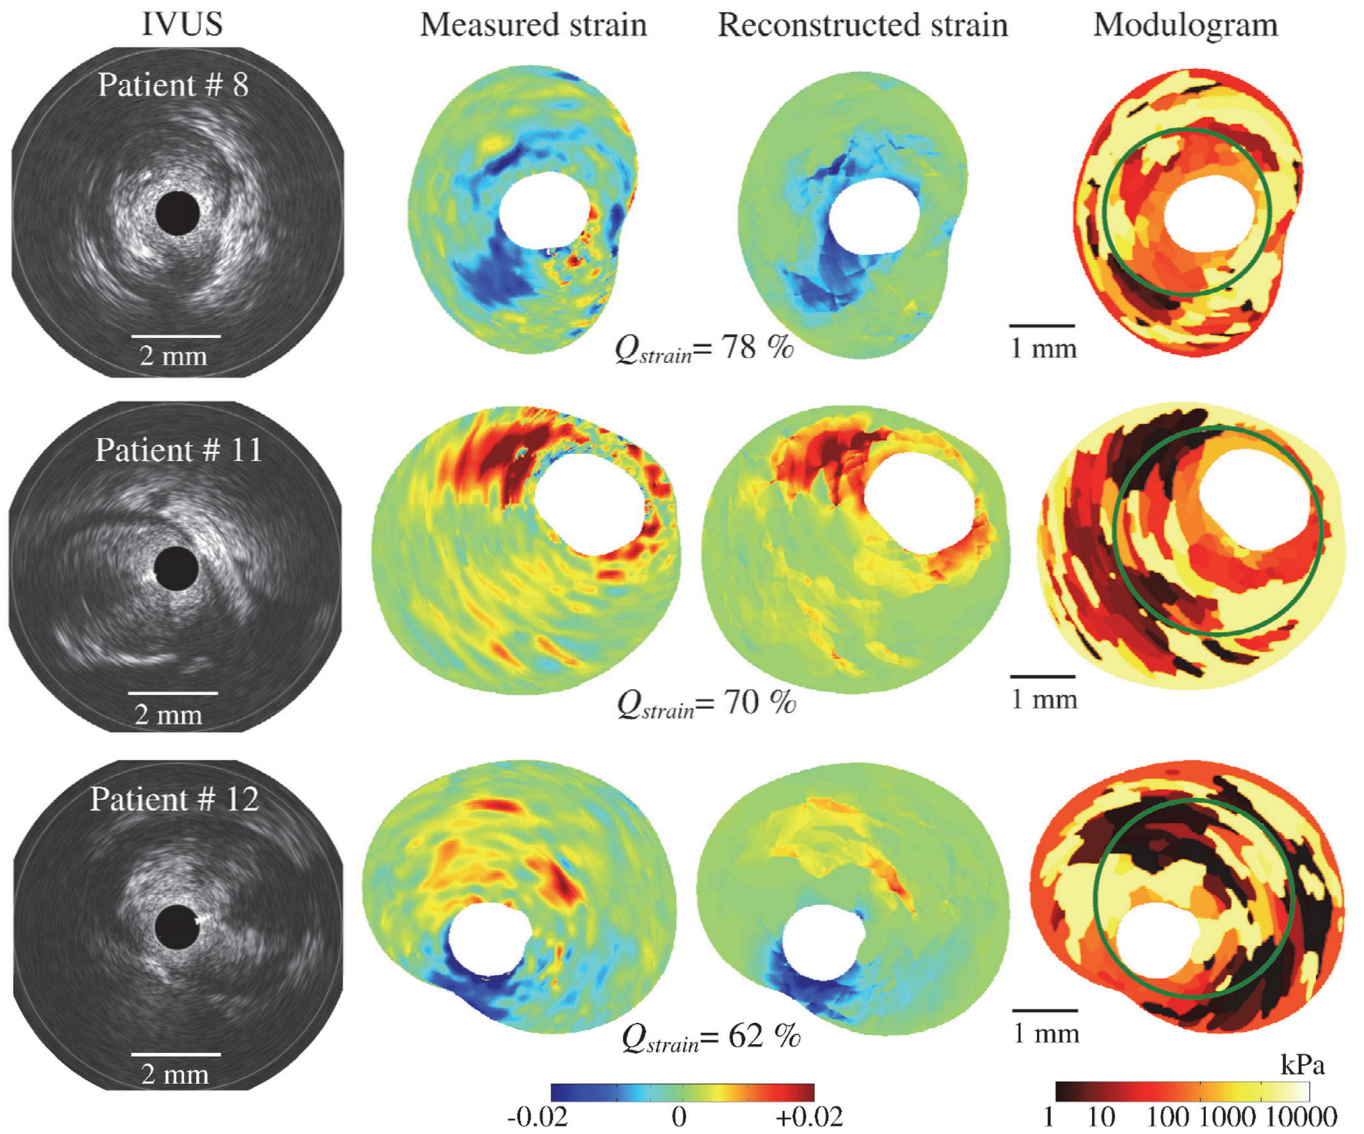 IVUS Measured strain Reconstructed strain Modulogram
Patient # 8
2 mm
Qstrain= 78 %
1 mm
Patient # 11
2 mm
Qstrain= 70 %
1 mm
Patient # 12
2 mm
Qstrain= 62 %
1 mm
kPa
-0.02 0 +0.02
1 10 100 1000 10000